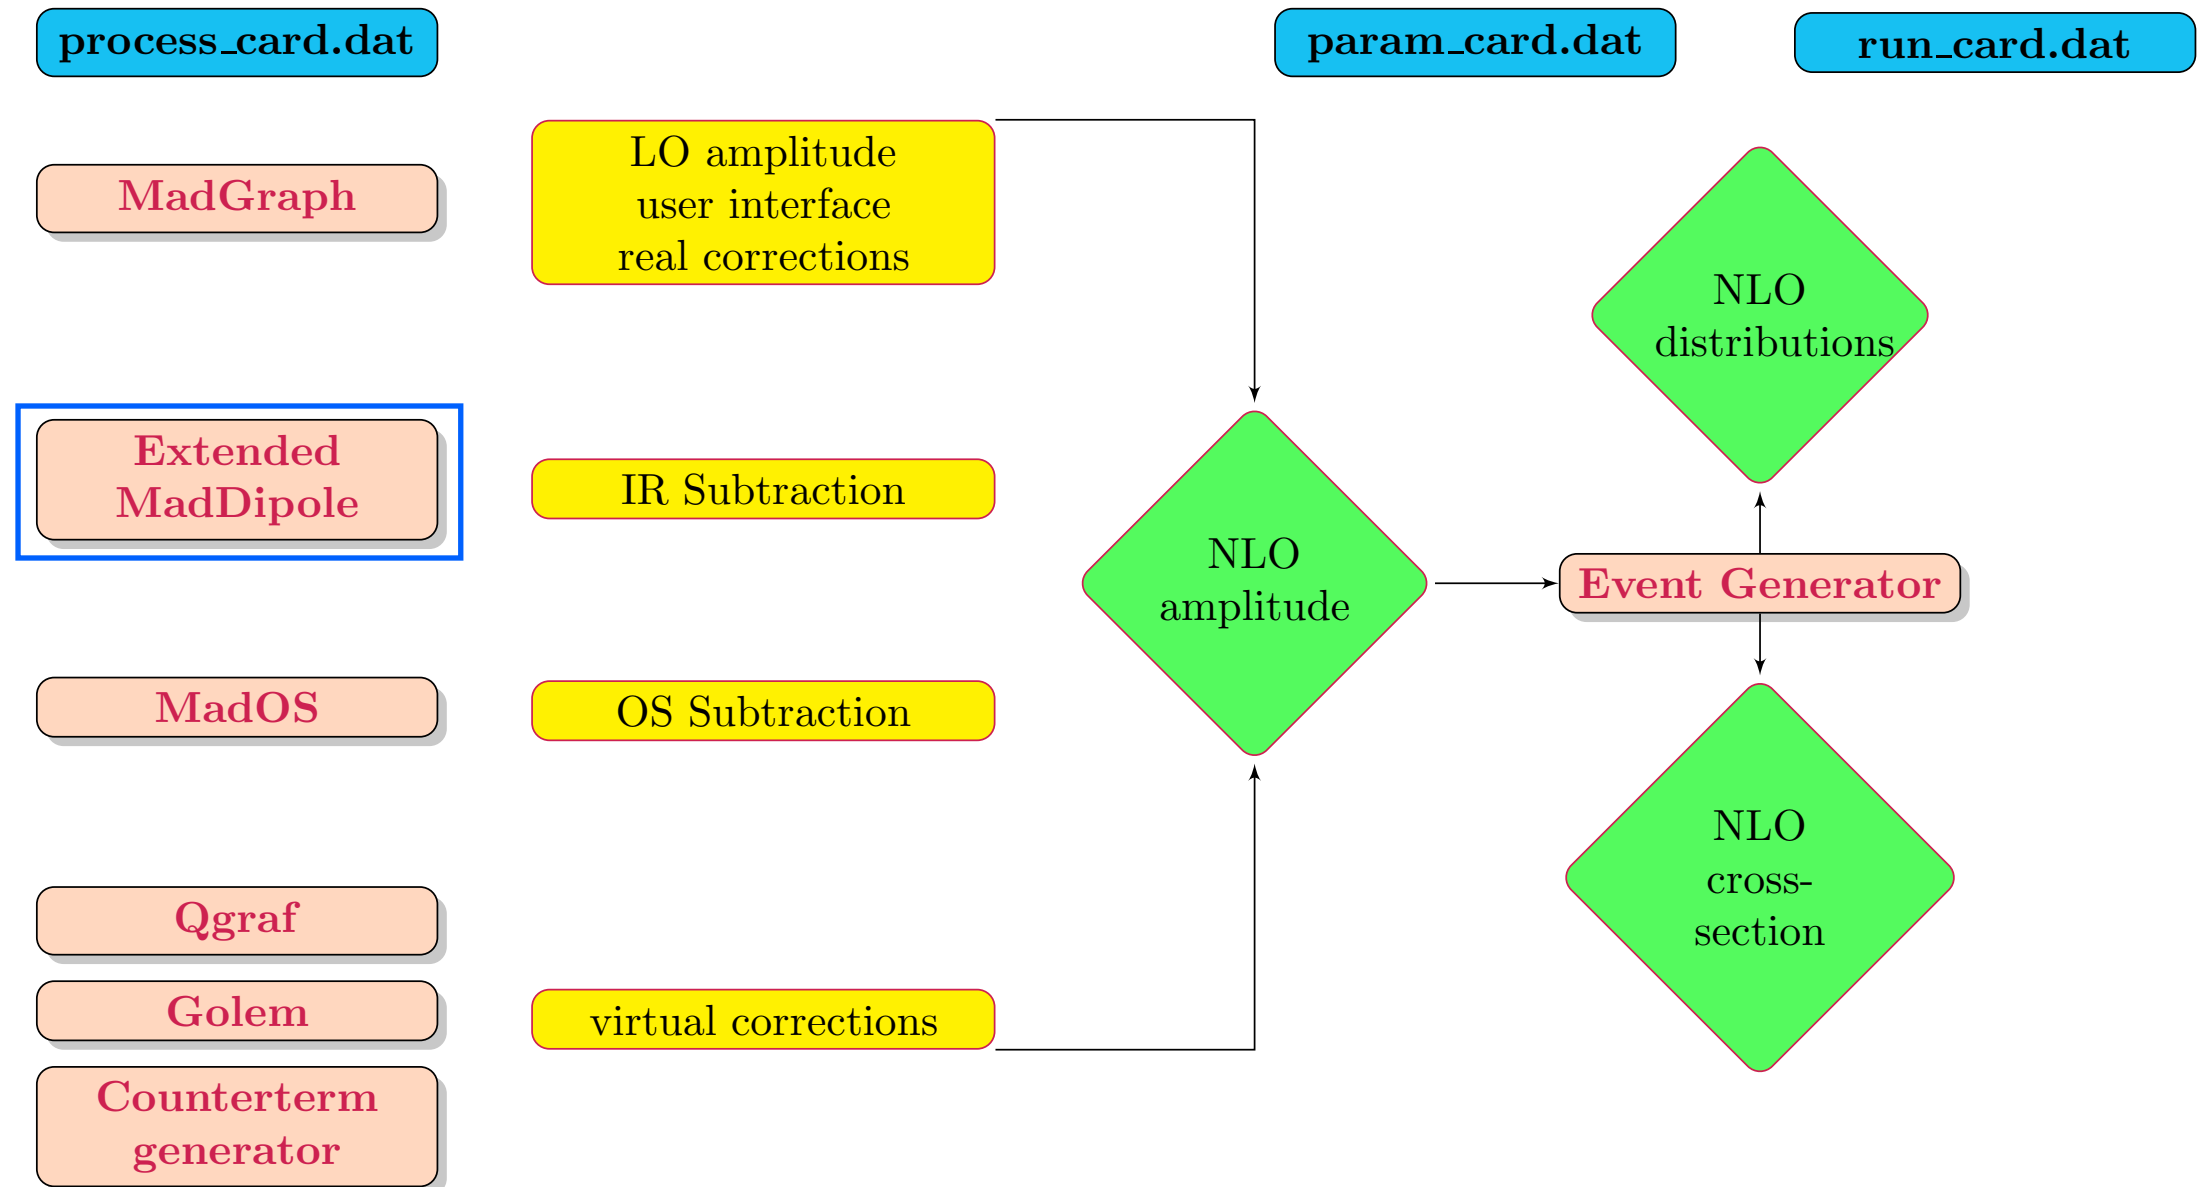 process_card.dat
param_card.dat
run_card.dat
MadGraph
LO amplitude
user interface
real corrections
NLO
distributions
Extended
MadDipole
IR Subtraction
NLO
amplitude
Event Generator
MadOS
OS Subtraction
NLO
cross-
section
Qgraf
Golem
virtual corrections
Counterterm
generator